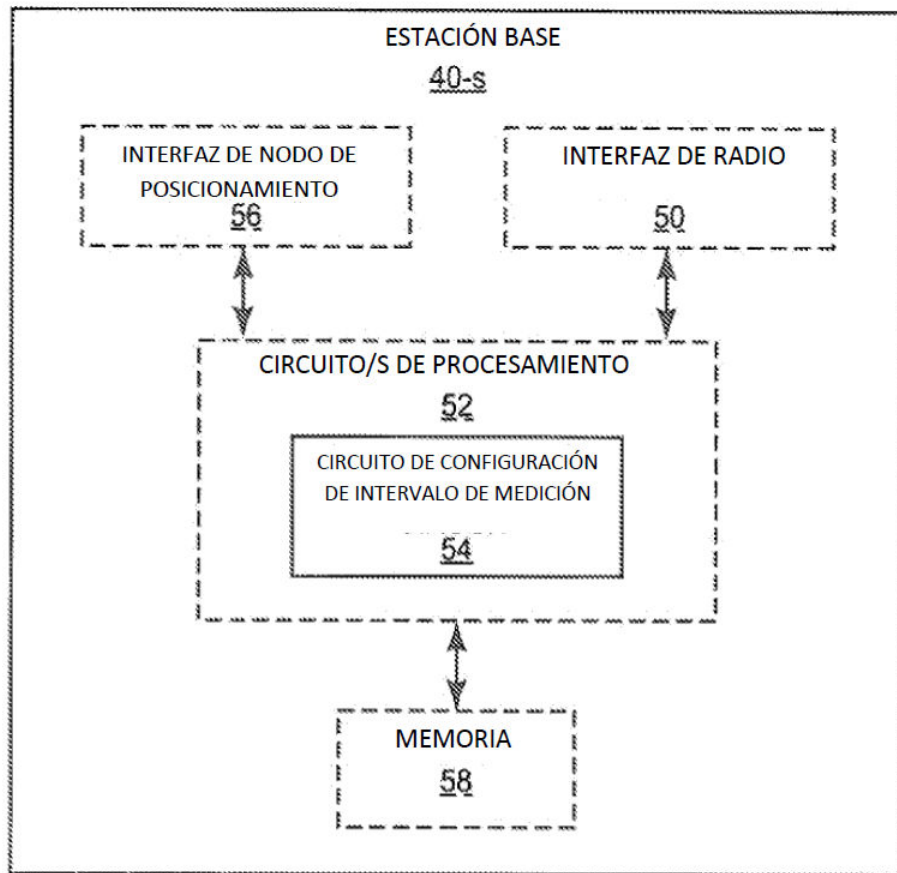 ESTACIÓN BASE
40-s
INTERFAZ DE NODO DE
POSICIONAMIENTO
56
INTERFAZ DE RADIO
50
CIRCUITO/S DE PROCESAMIENTO
52
CIRCUITO DE CONFIGURACIÓN
DE INTERVALO DE MEDICIÓN
54
MEMORIA
58